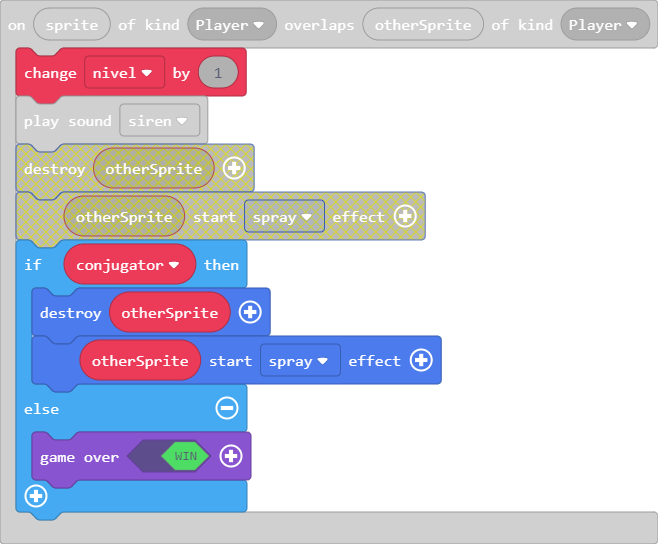 on sprite of kind Player overlaps otherSprite of kind Player
change nivel by 1
play sound siren
destroy otherSprite
otherSprite start spray effect
if conjugator then
destroy otherSprite
otherSprite start spray effect
else
game over WIN